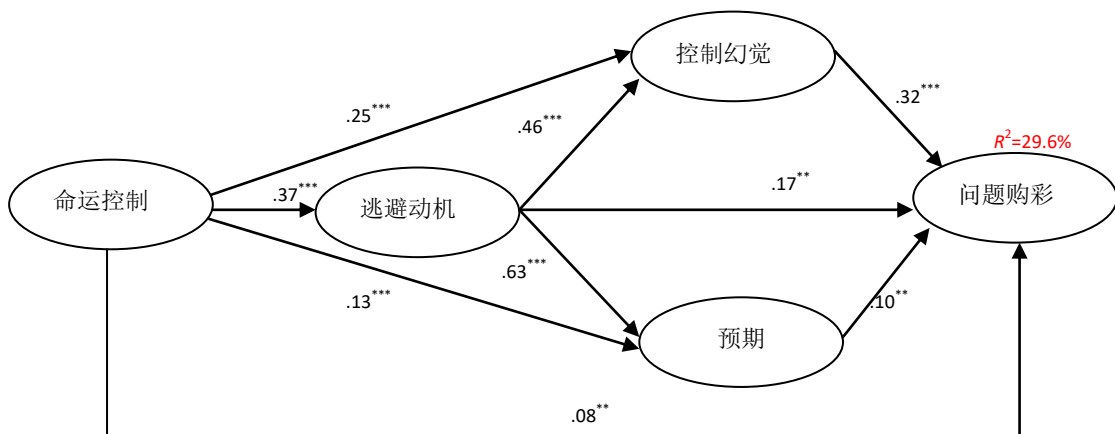 控制幻觉
.25***
.46***
.32***
R²=29.6%
命运控制
.37***
逃避动机
.17**
问题购彩
.63***
.13***
.10**
预期
.08**